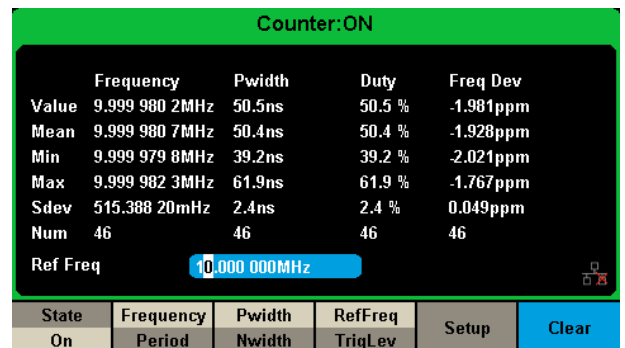 Counter:ON
Frequency Pwidth Duty Freq Dev
Value 9.999 980 2MHz 50.5ns 50.5 % -1.981ppm
Mean 9.999 980 7MHz 50.4ns 50.4 % -1.928ppm
Min 9.999 979 8MHz 39.2ns 39.2 % -2.021ppm
Max 9.999 982 3MHz 61.9ns 61.9 % -1.767ppm
Sdev 515.388 20mHz 2.4ns 2.4 % 0.049ppm
Num 46 46 46 46
Ref Freq 10.000 000MHz
State Frequency Pwidth RefFreq Setup Clear
On Period Nwidth TrigLev